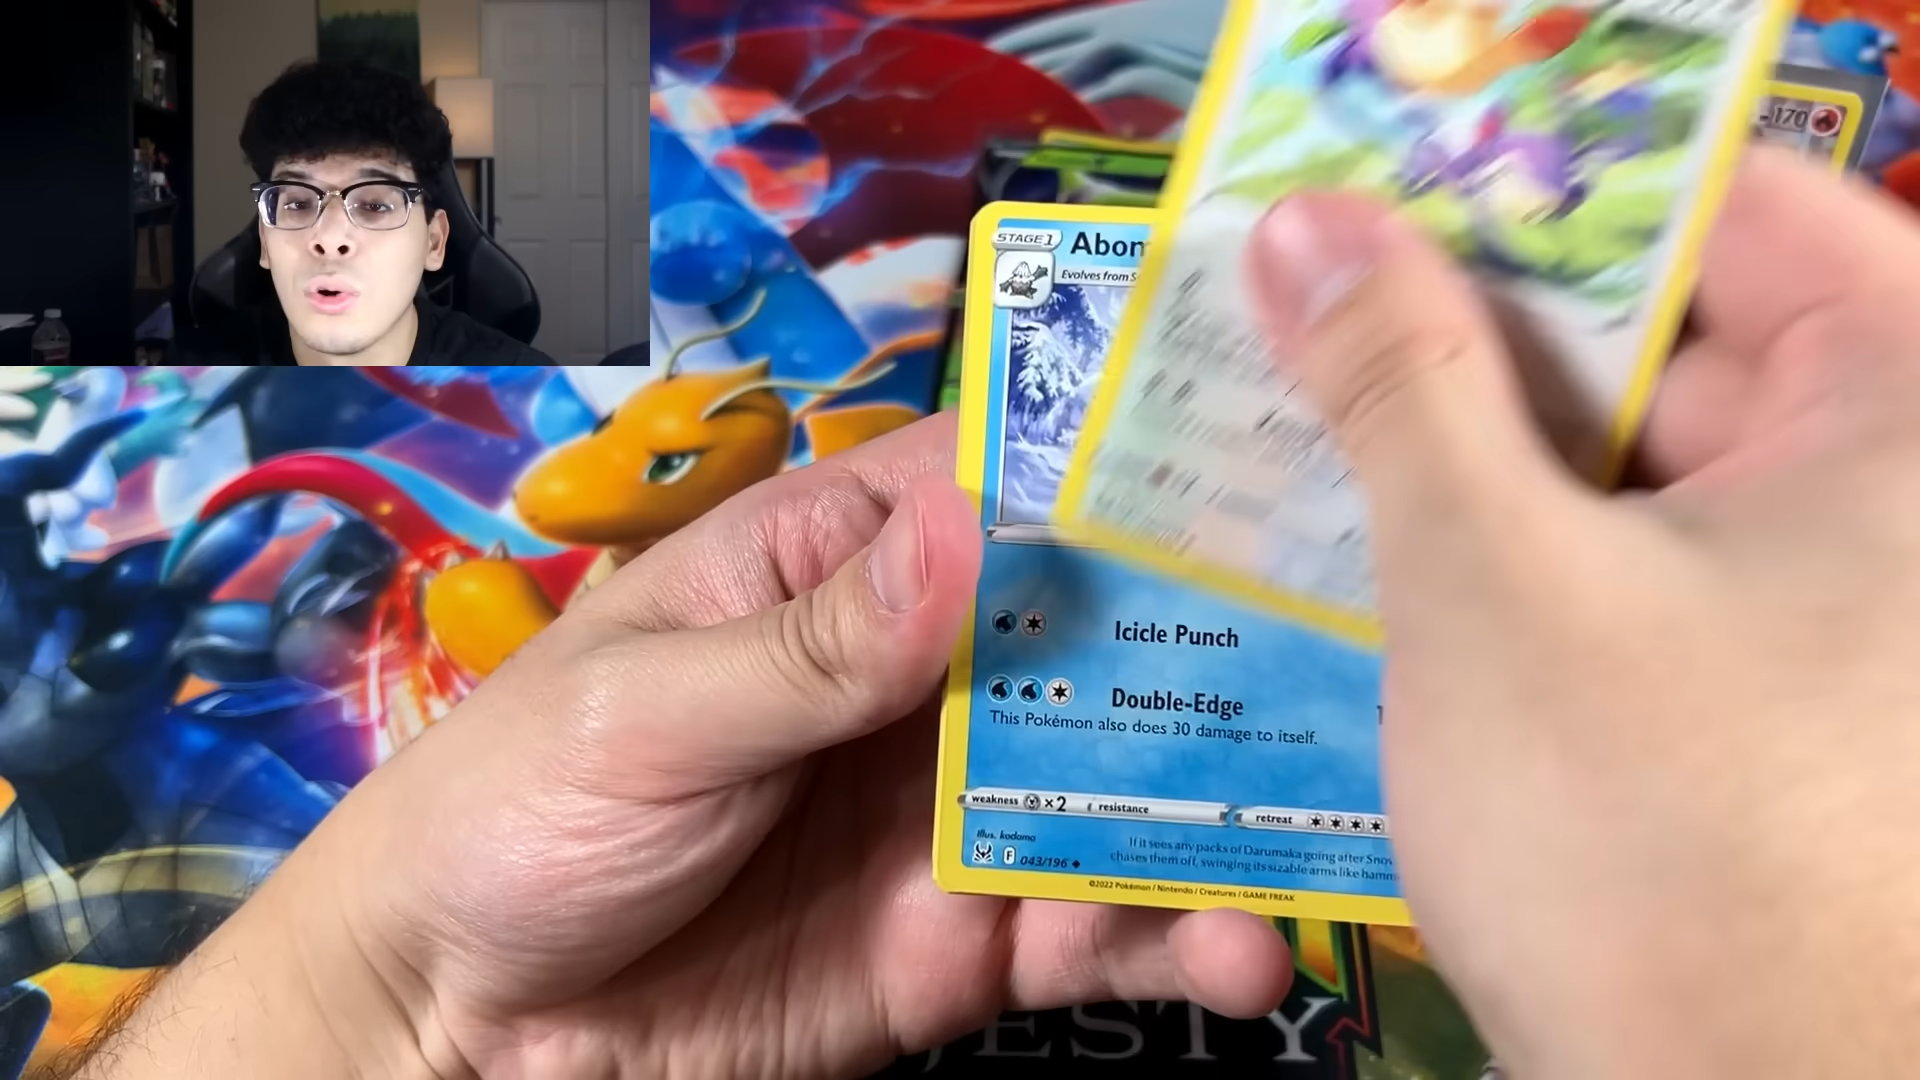 170
STAGE 1
Abom
Evolves from S
Icicle Punch
Double-Edge
1
This Pokémon also does 30 damage to itself.
weakness ×2 resistance retreat
Illus. kodama
F 043/196
If it sees any packs of Darumaka going after Snov
chases them off, swinging its sizable arms like hamm
©2022 Pokémon / Nintendo / Creatures / GAME FREAK
JESTY